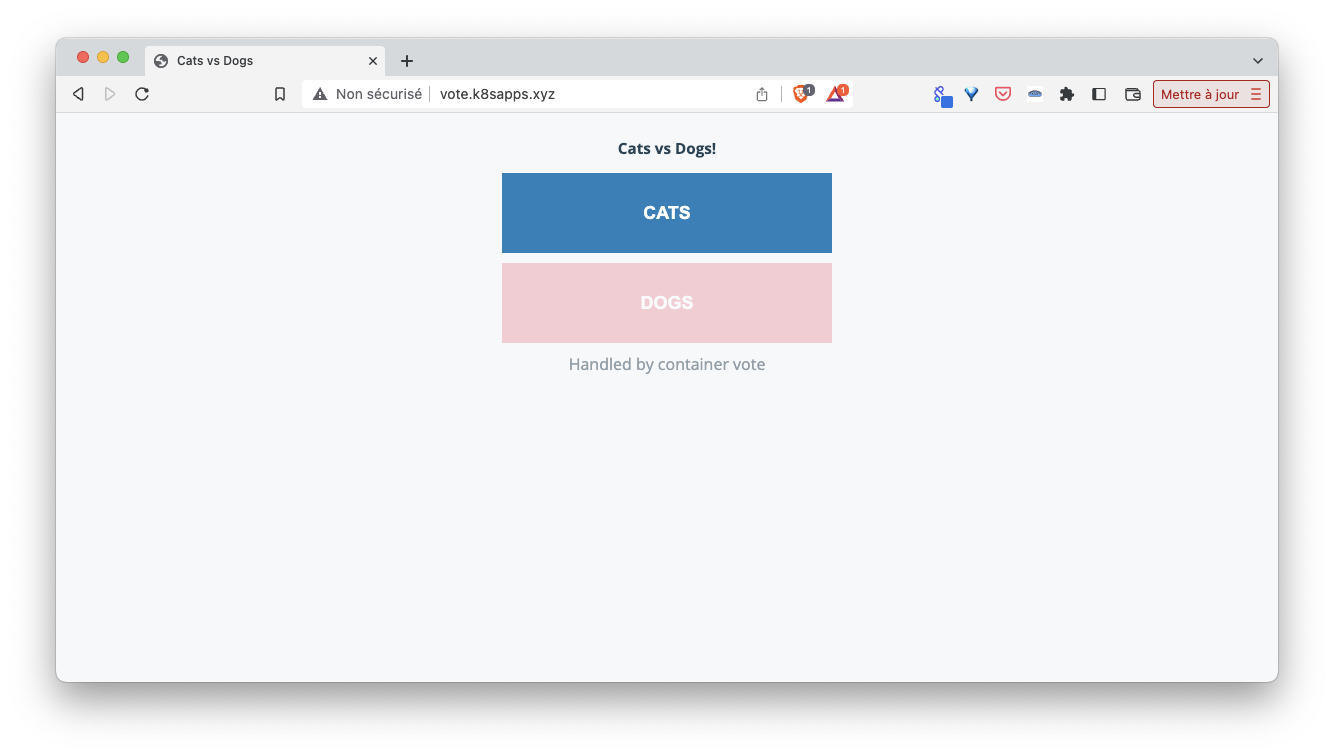 Cats vs Dogs
Non sécurisé vote.k8sapps.xyz 1 1 Mettre à jour
Cats vs Dogs!
CATS
DOGS
Handled by container vote